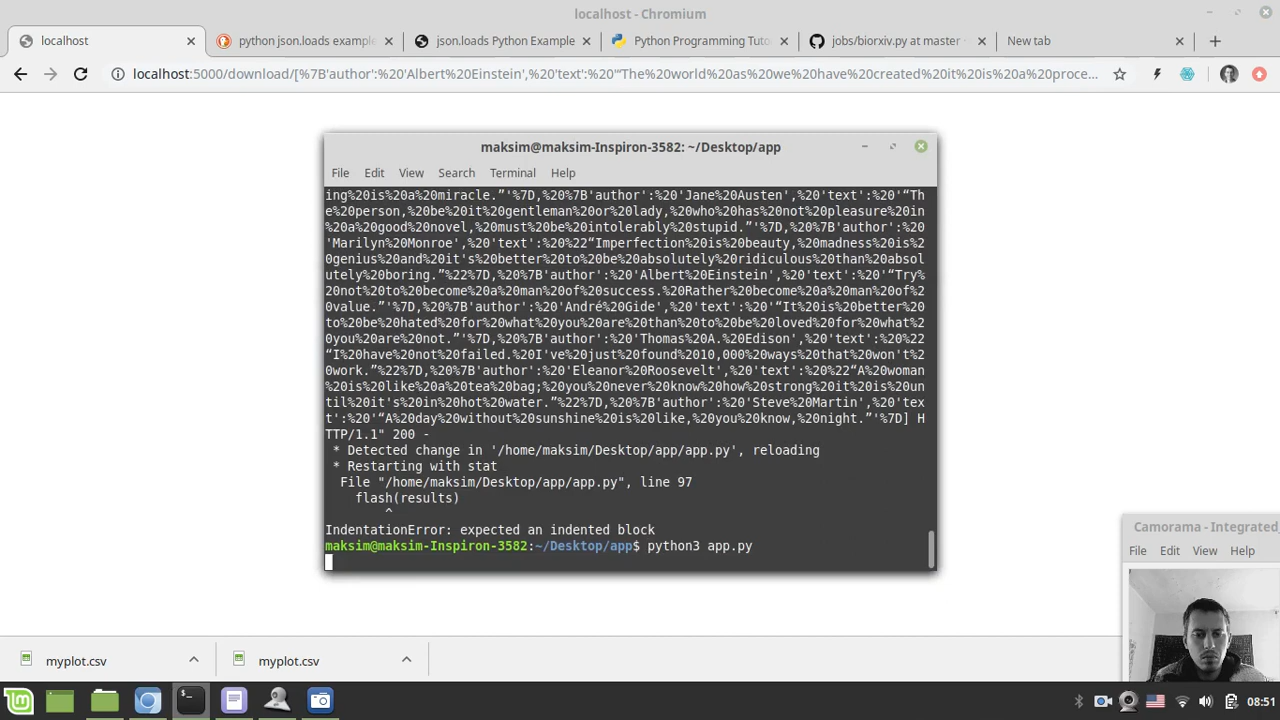 localhost - Chromium
localhost
python json.loads example
json.loads Python Example
Python Programming Tuto
jobs/biorxiv.py at master
New tab
localhost:5000/download/[%7B'author':%20'Albert%20Einstein',%20'text':%20'“The%20world%20as%20we%20have%20created%20it%20is%20a%20proce...
maksim@maksim-Inspiron-3582: ~/Desktop/app
File Edit View Search Terminal Help
ing%20is%20a%20miracle.”'%7D,%20%7B'author':%20'Jane%20Austen',%20'text':%20'“Th
e%20person,%20be%20it%20gentleman%20or%20lady,%20who%20has%20not%20pleasure%20in
%20a%20good%20novel,%20must%20be%20intolerably%20stupid.”'%7D,%20%7B'author':%20
'Marilyn%20Monroe',%20'text':%20%22“Imperfection%20is%20beauty,%20madness%20is%2
0genius%20and%20it's%20better%20to%20be%20absolutely%20ridiculous%20than%20absol
utely%20boring.”%22%7D,%20%7B'author':%20'Albert%20Einstein',%20'text':%20'“Try%
20not%20to%20become%20a%20man%20of%20success.%20Rather%20become%20a%20man%20of%2
0value.”'%7D,%20%7B'author':%20'André%20Gide',%20'text':%20'“It%20is%20better%20
to%20be%20hated%20for%20what%20you%20are%20than%20to%20be%20loved%20for%20what%2
0you%20are%20not.”'%7D,%20%7B'author':%20'Thomas%20A.%20Edison',%20'text':%20%22
“I%20have%20not%20failed.%20I've%20just%20found%2010,000%20ways%20that%20won't%2
0work.”%22%7D,%20%7B'author':%20'Eleanor%20Roosevelt',%20'text':%20%22“A%20woman
%20is%20like%20a%20tea%20bag;%20you%20never%20know%20how%20strong%20it%20is%20un
til%20it's%20in%20hot%20water.”%22%7D,%20%7B'author':%20'Steve%20Martin',%20'tex
t':%20'“A%20day%20without%20sunshine%20is%20like,%20you%20know,%20night.”'%7D] H
TTP/1.1" 200 -
* Detected change in '/home/maksim/Desktop/app/app.py', reloading
* Restarting with stat
File "/home/maksim/Desktop/app/app.py", line 97
flash(results)
^
IndentationError: expected an indented block
maksim@maksim-Inspiron-3582:~/Desktop/app$ python3 app.py
Camorama - Integrated
File Edit View Help
myplot.csv
myplot.csv
08:51